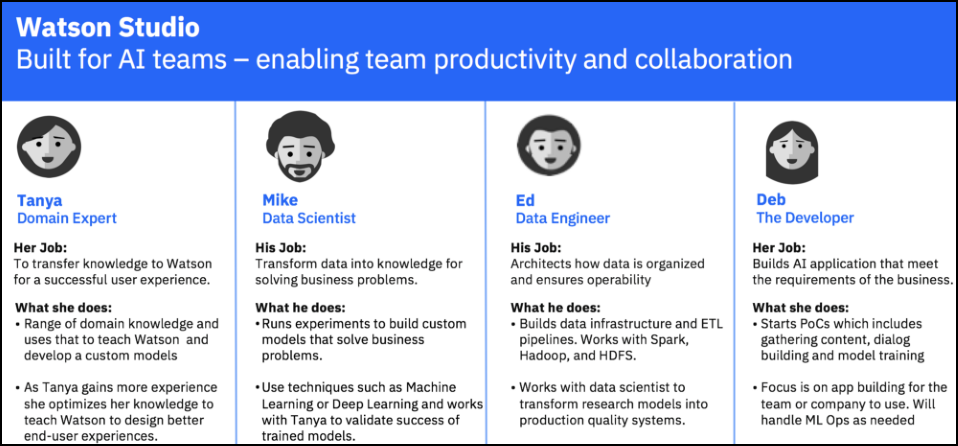 Watson Studio
Built for AI teams – enabling team productivity and collaboration
Tanya
Domain Expert
Her Job:
To transfer knowledge to Watson
for a successful user experience.
What she does:
• Range of domain knowledge and
uses that to teach Watson and
develop a custom models
• As Tanya gains more experience
she optimizes her knowledge to
teach Watson to design better
end-user experiences.
Mike
Data Scientist
His Job:
Transform data into knowledge for
solving business problems.
What he does:
• Runs experiments to build custom
models that solve business
problems.
• Use techniques such as Machine
Learning or Deep Learning and works
with Tanya to validate success of
trained models.
Ed
Data Engineer
His Job:
Architects how data is organized
and ensures operability
What he does:
• Builds data infrastructure and ETL
pipelines. Works with Spark,
Hadoop, and HDFS.
• Works with data scientist to
transform research models into
production quality systems.
Deb
The Developer
Her Job:
Builds AI application that meet
the requirements of the business.
What she does:
• Starts PoCs which includes
gathering content, dialog
building and model training
• Focus is on app building for the
team or company to use. Will
handle ML Ops as needed